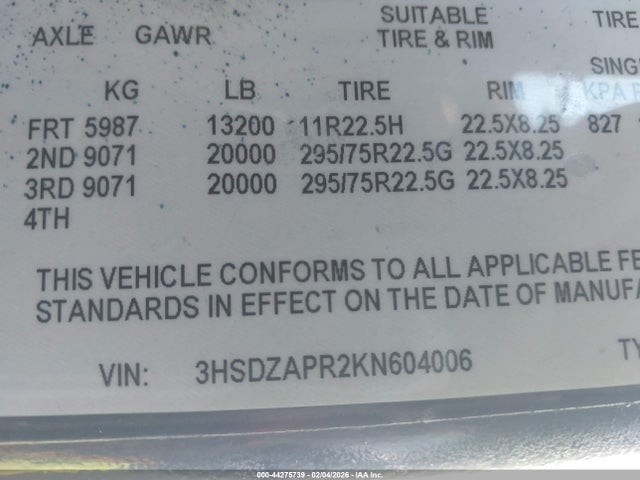 SUITABLE TIRE
AXLE GAWR TIRE & RIM
SINGL
KG LB TIRE RIM KPA
FRT 5987 13200 11R22.5H 22.5X8.25 827
2ND 9071 20000 295/75R22.5G 22.5X8.25
3RD 9071 20000 295/75R22.5G 22.5X8.25
4TH
THIS VEHICLE CONFORMS TO ALL APPLICABLE FE
STANDARDS IN EFFECT ON THE DATE OF MANUFA
VIN: 3HSDZAPR2KN604006 TY
000-44275739 - 02/04/2026 - IAA Inc.